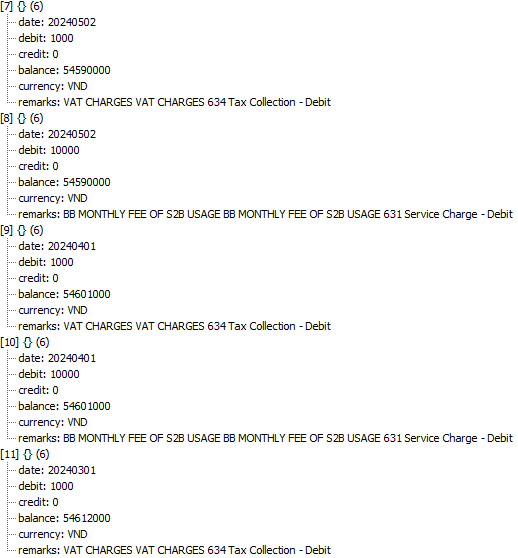 [7] {} (6)
date: 20240502
debit: 1000
credit: 0
balance: 54590000
currency: VND
remarks: VAT CHARGES VAT CHARGES 634 Tax Collection - Debit
[8] {} (6)
date: 20240502
debit: 10000
credit: 0
balance: 54590000
currency: VND
remarks: BB MONTHLY FEE OF S2B USAGE BB MONTHLY FEE OF S2B USAGE 631 Service Charge - Debit
[9] {} (6)
date: 20240401
debit: 1000
credit: 0
balance: 54601000
currency: VND
remarks: VAT CHARGES VAT CHARGES 634 Tax Collection - Debit
[10] {} (6)
date: 20240401
debit: 10000
credit: 0
balance: 54601000
currency: VND
remarks: BB MONTHLY FEE OF S2B USAGE BB MONTHLY FEE OF S2B USAGE 631 Service Charge - Debit
[11] {} (6)
date: 20240301
debit: 1000
credit: 0
balance: 54612000
currency: VND
remarks: VAT CHARGES VAT CHARGES 634 Tax Collection - Debit